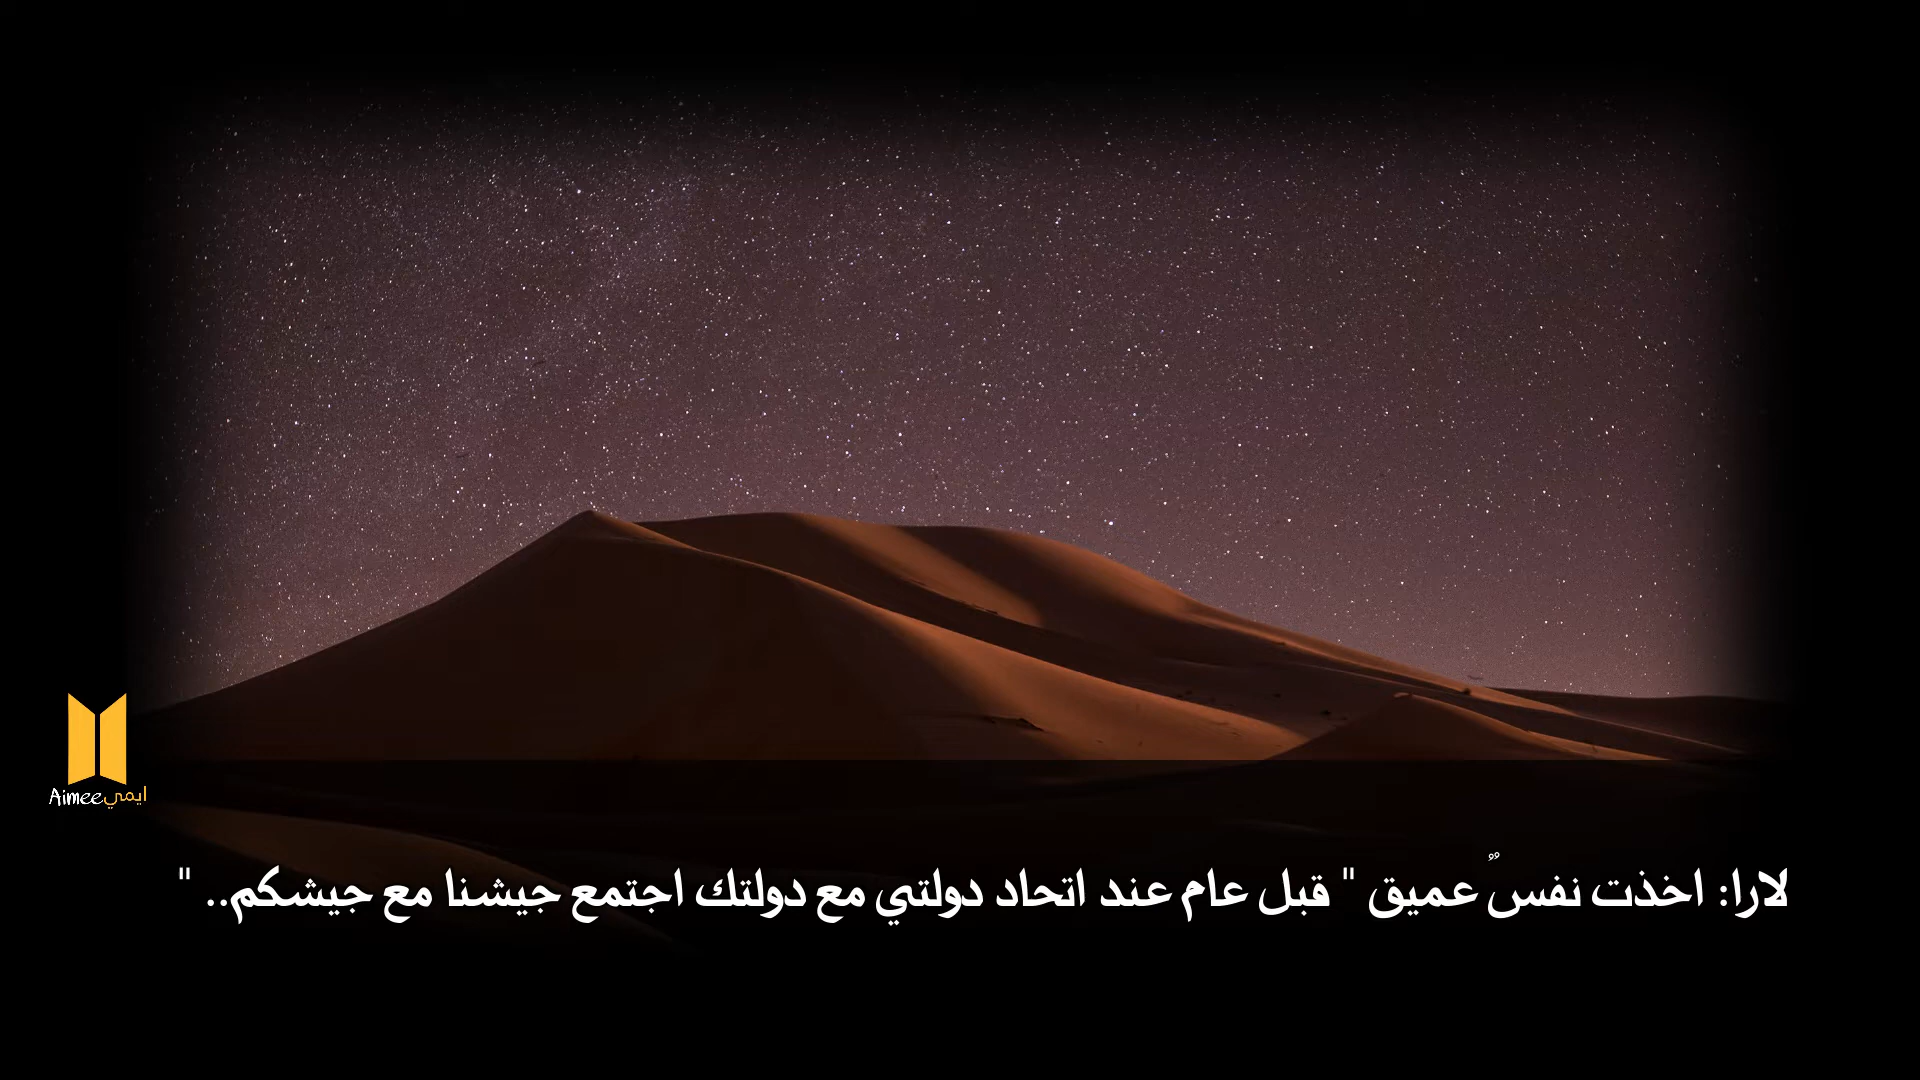 Aimeeايمي
لارا: اخذت نفسٌ عميق " قبل عام عند اتحاد دولتي مع دولتك اجتمع جيشنا مع جيشكم.. "